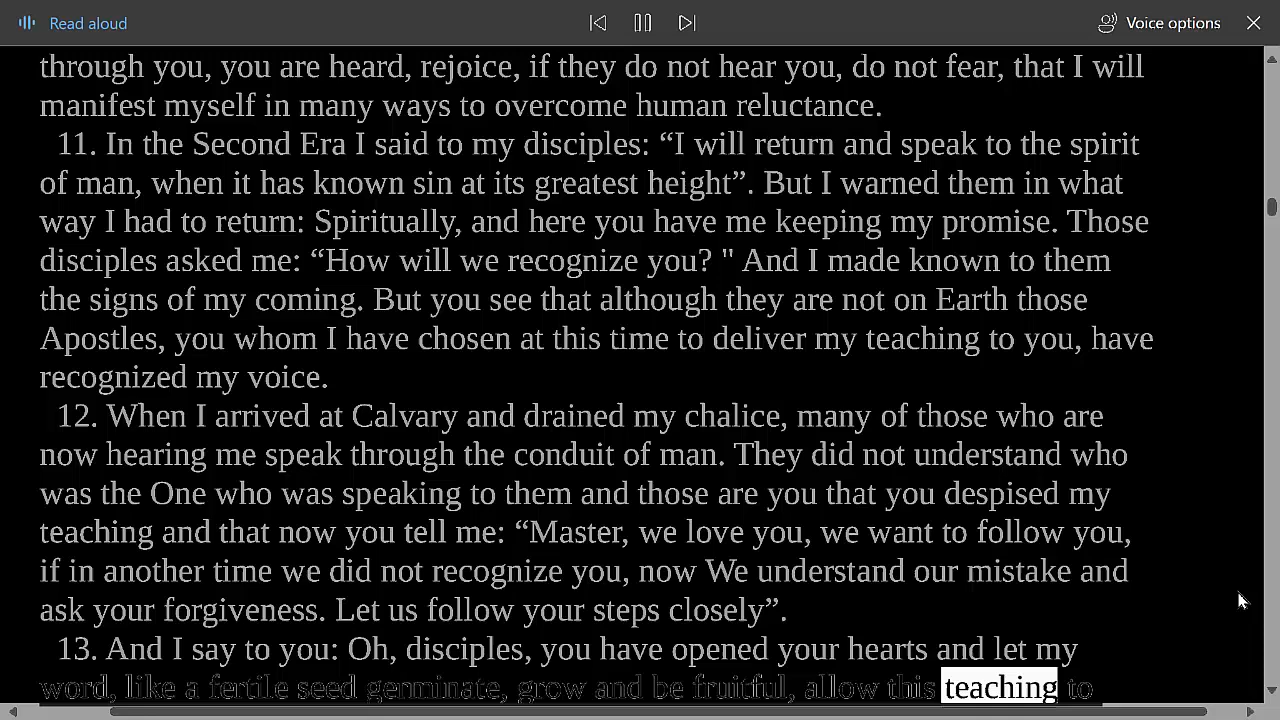 Read aloud
Voice options
through you, you are heard, rejoice, if they do not hear you, do not fear, that I will
manifest myself in many ways to overcome human reluctance.
11. In the Second Era I said to my disciples: “I will return and speak to the spirit
of man, when it has known sin at its greatest height”. But I warned them in what
way I had to return: Spiritually, and here you have me keeping my promise. Those
disciples asked me: “How will we recognize you? " And I made known to them
the signs of my coming. But you see that although they are not on Earth those
Apostles, you whom I have chosen at this time to deliver my teaching to you, have
recognized my voice.
12. When I arrived at Calvary and drained my chalice, many of those who are
now hearing me speak through the conduit of man. They did not understand who
was the One who was speaking to them and those are you that you despised my
teaching and that now you tell me: “Master, we love you, we want to follow you,
if in another time we did not recognize you, now We understand our mistake and
ask your forgiveness. Let us follow your steps closely”.
13. And I say to you: Oh, disciples, you have opened your hearts and let my
word, like a fertile seed germinate, grow and be fruitful, allow this teaching to